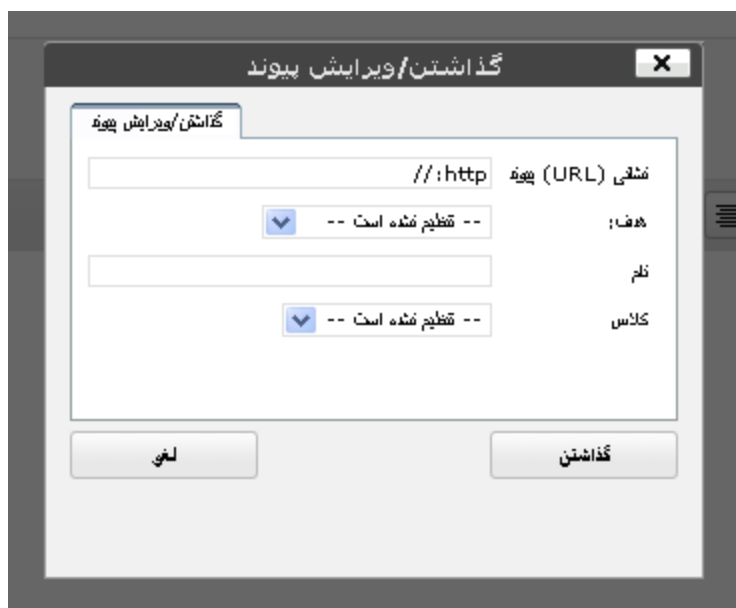 گذاشتن/ویرایش پیوند
گذاشتن/ویرایش پیوند
نشانی (URL) پیوند
//:http
هدف:
-- تنظیم نشده است --
نام
کلاس
-- تنظیم نشده است --
گذاشتن
لغو